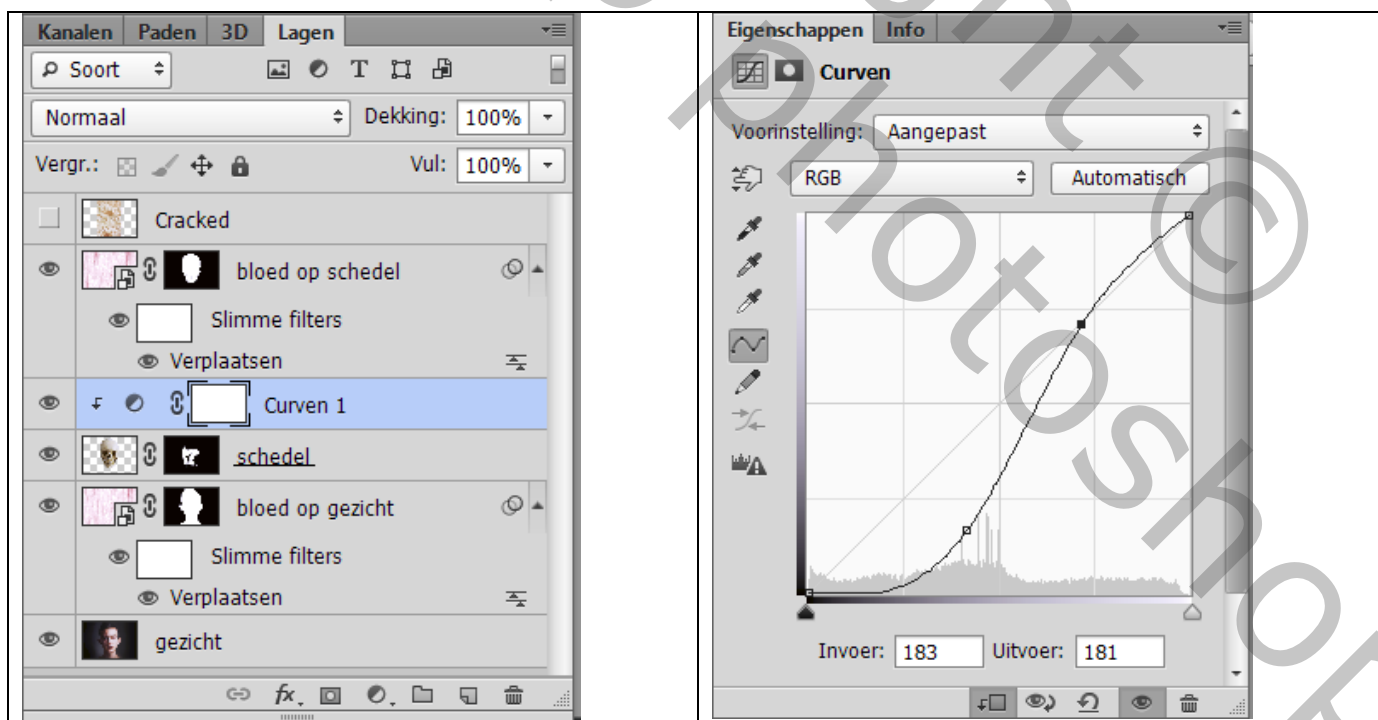 Kanalen Paden 3D Lagen
Soort
Normaal Dekking: 100%
Vergr.: Vul: 100%
Cracked
bloed op schedel
Slimme filters
Verplaatsen
Curven 1
schedel
bloed op gezicht
Slimme filters
Verplaatsen
gezicht
fx
Eigenschappen Info
Curven
Voorinstelling: Aangepast
RGB Automatisch
Invoer: 183 Uitvoer: 181
photoshop ©